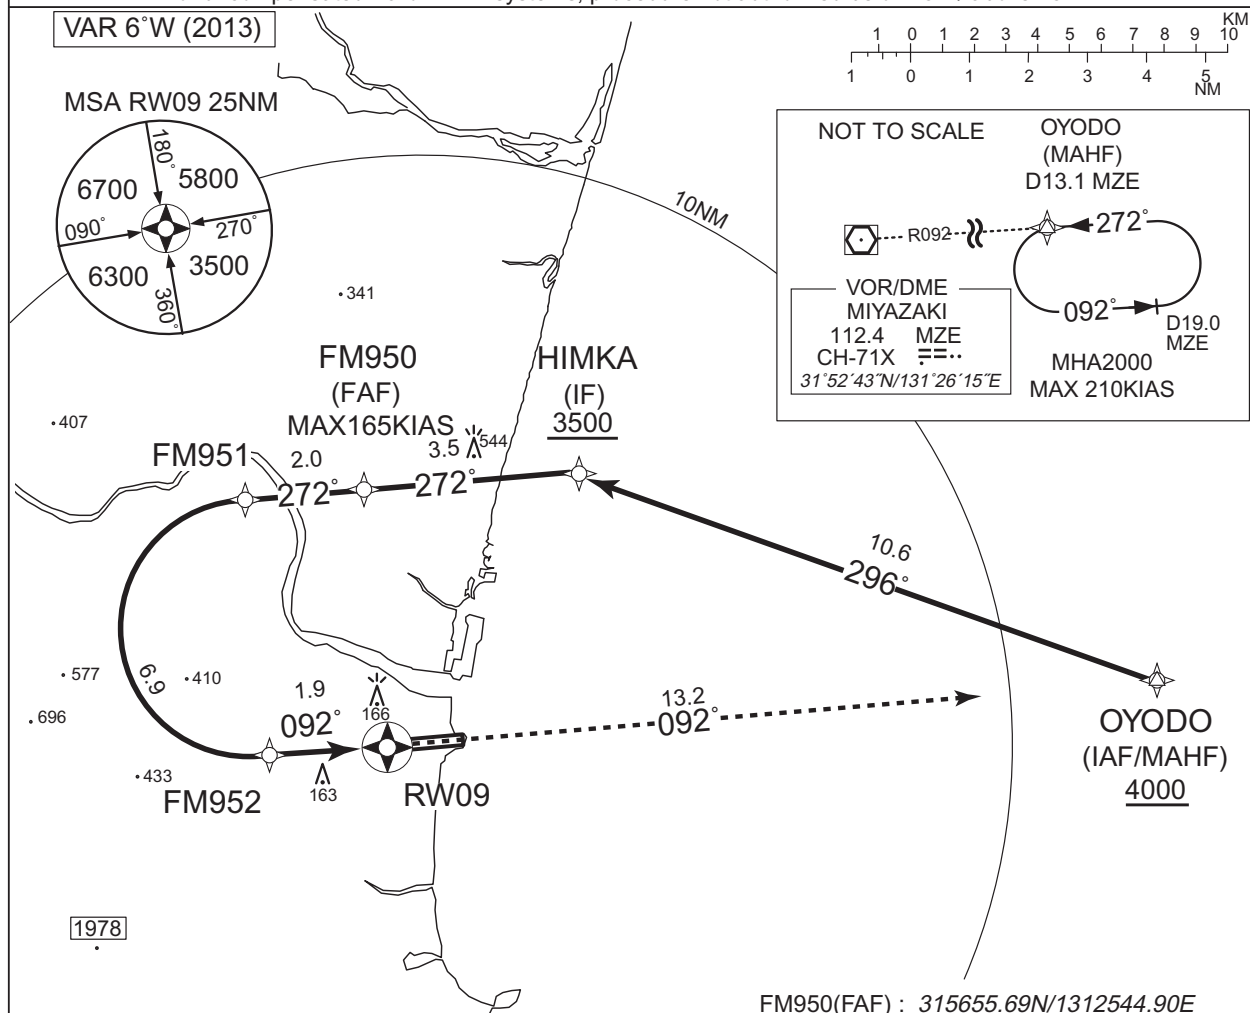 VAR 6°W (2013)
1 0 1 2 3 4 5 6 7 8 9 10
KM
1 0 1 2 3 4 5
NM
MSA RW09 25NM
180°
6700
5800
090°
270°
6300
3500
360°
NOT TO SCALE
OYODO
(MAHF)
D13.1 MZE
R092
272°
092°
D19.0
MZE
VOR/DME
MIYAZAKI
112.4 MZE
CH-71X
31°52´43˝N/131°26´15˝E
MHA2000
MAX 210KIAS
10NM
341
FM950
(FAF)
MAX165KIAS
HIMKA
(IF)
3500
407
544
FM951
2.0
272°
3.5
272°
10.6
296°
577
410
6.9
696
1.9
092°
166
13.2
092°
OYODO
(IAF/MAHF)
4000
433
FM952
163
RW09
1978
FM950(FAF) : 315655.69N/1312544.90E